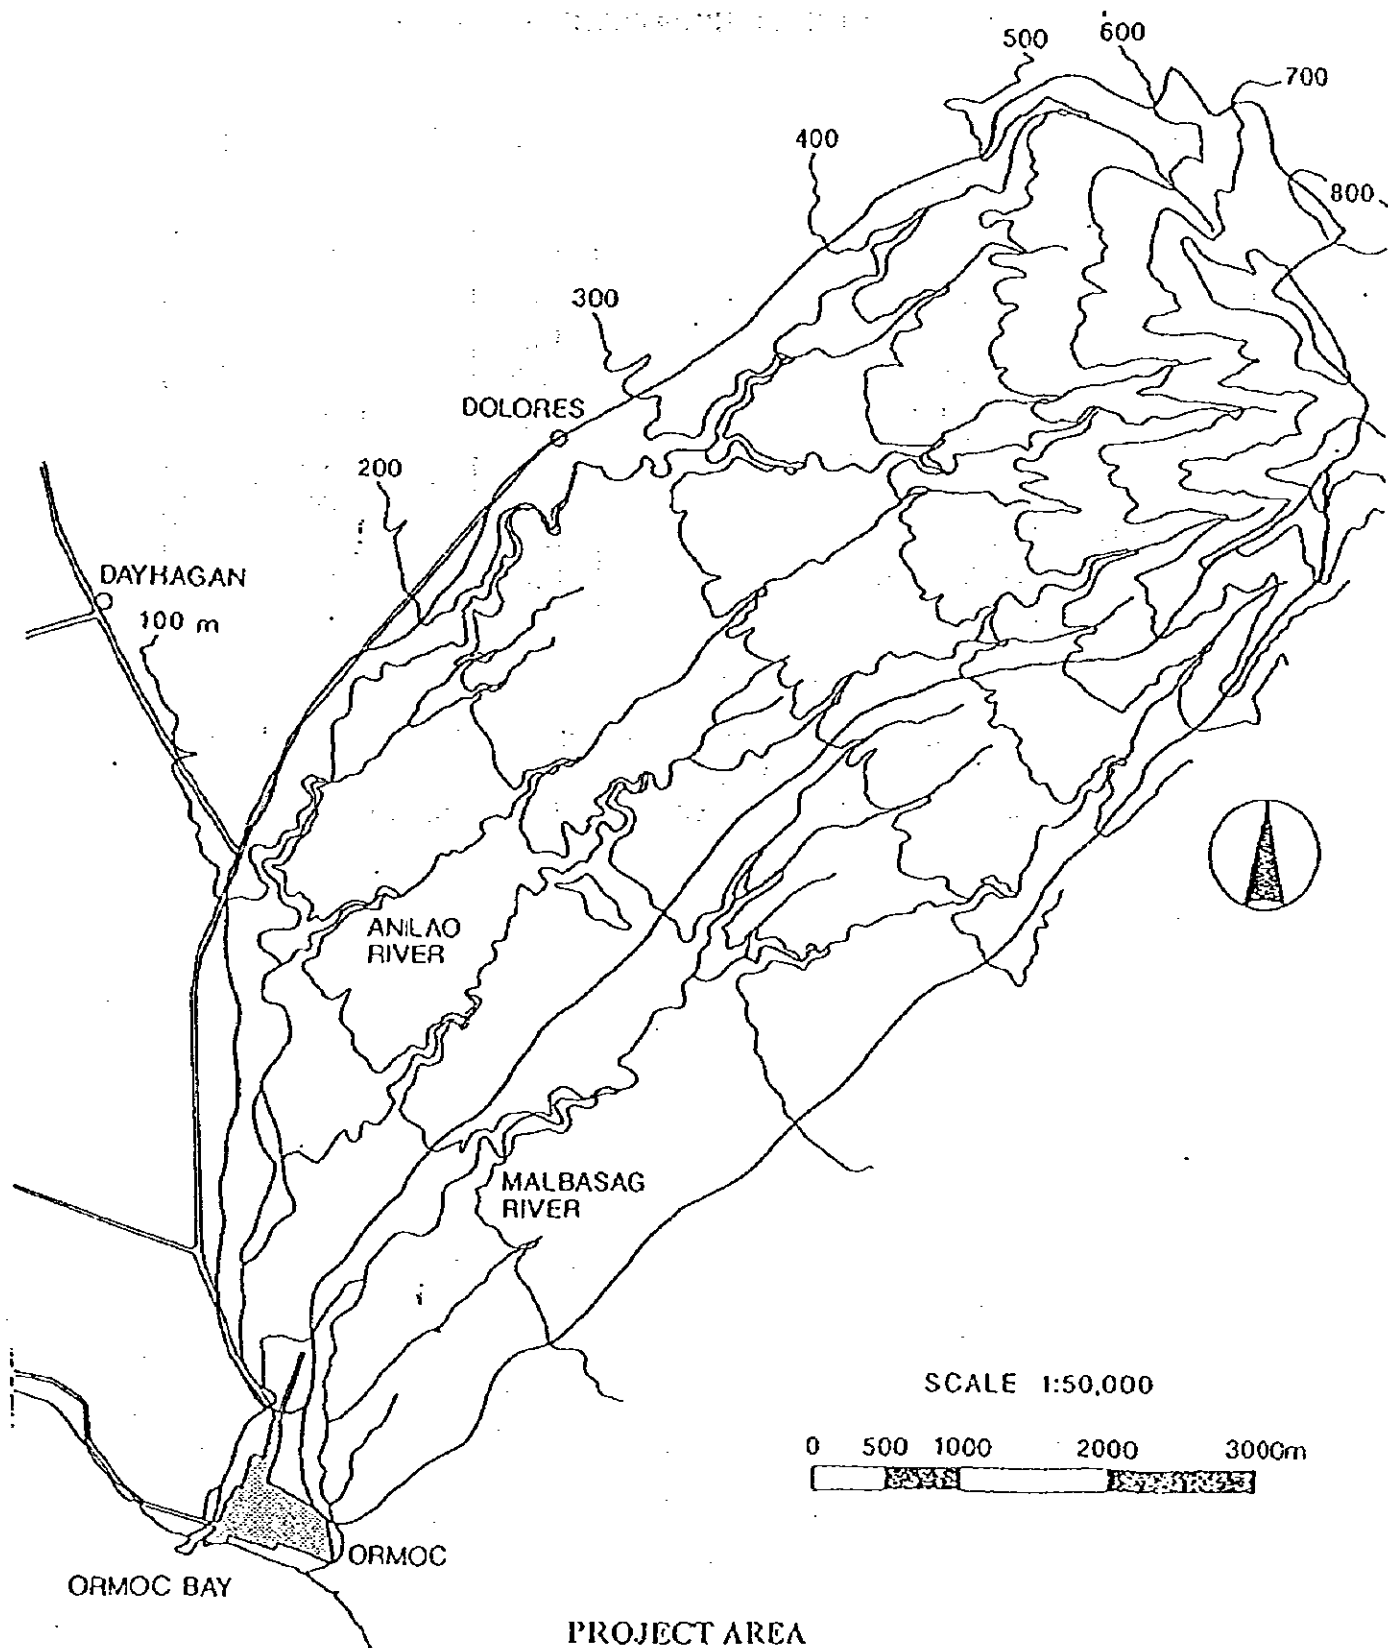 500
600
700
400
800
300
DOLORES
200
DAYHAGAN
100 m
ANILAO
RIVER
MALBASAG
RIVER
SCALE 1:50,000
0 500 1000 2000 3000m
ORMOC
ORMOC BAY
PROJECT AREA